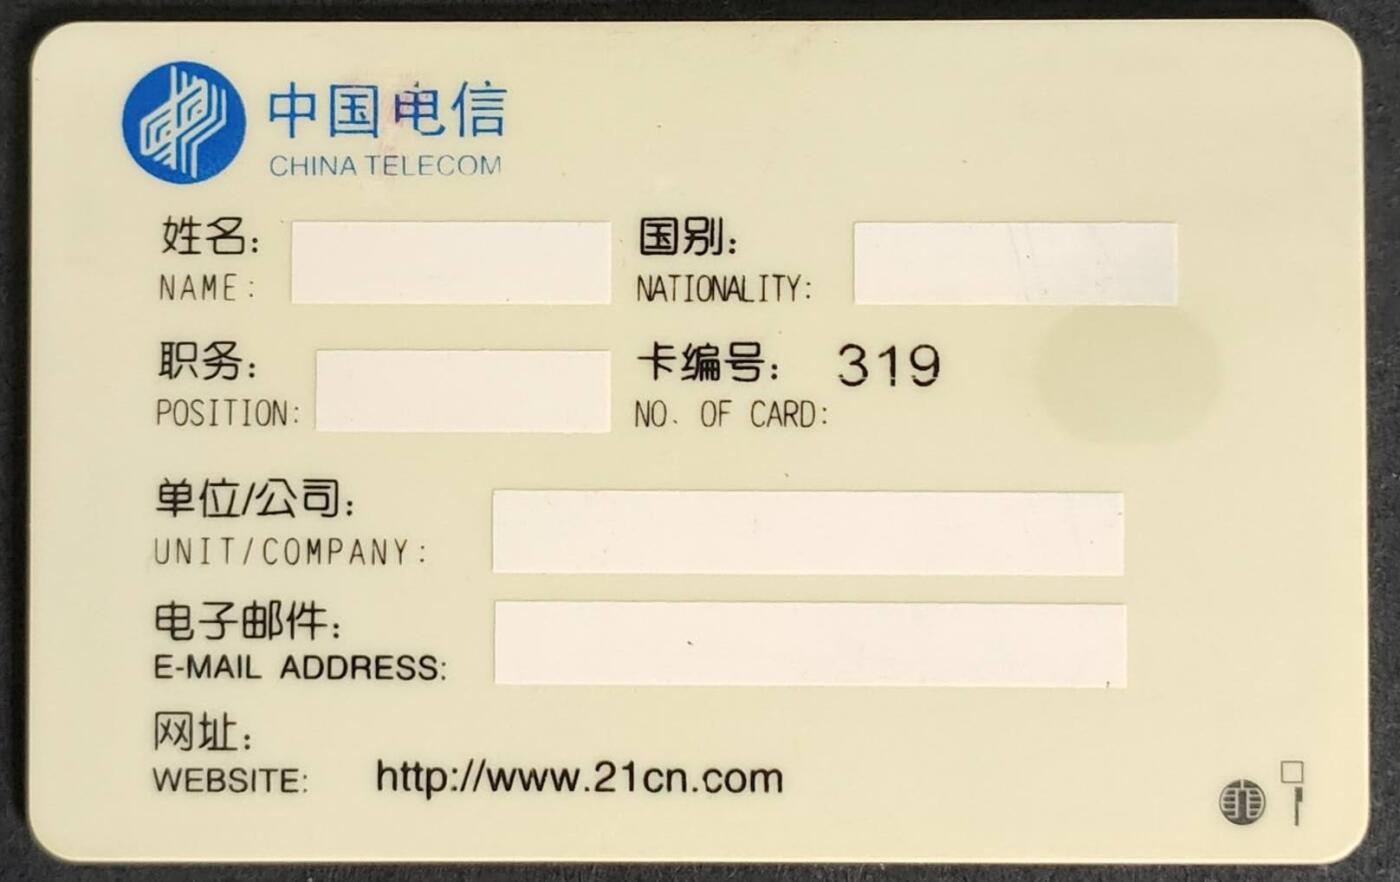 中国电信
CHINA TELECOM
姓名: 国别:
NAME: NATIONALITY:
职务: 卡编号: 319
POSITION: NO. OF CARD:
单位/公司:
UNIT/COMPANY:
电子邮件:
E-MAIL ADDRESS:
网址:
WEBSITE: http://www.21cn.com